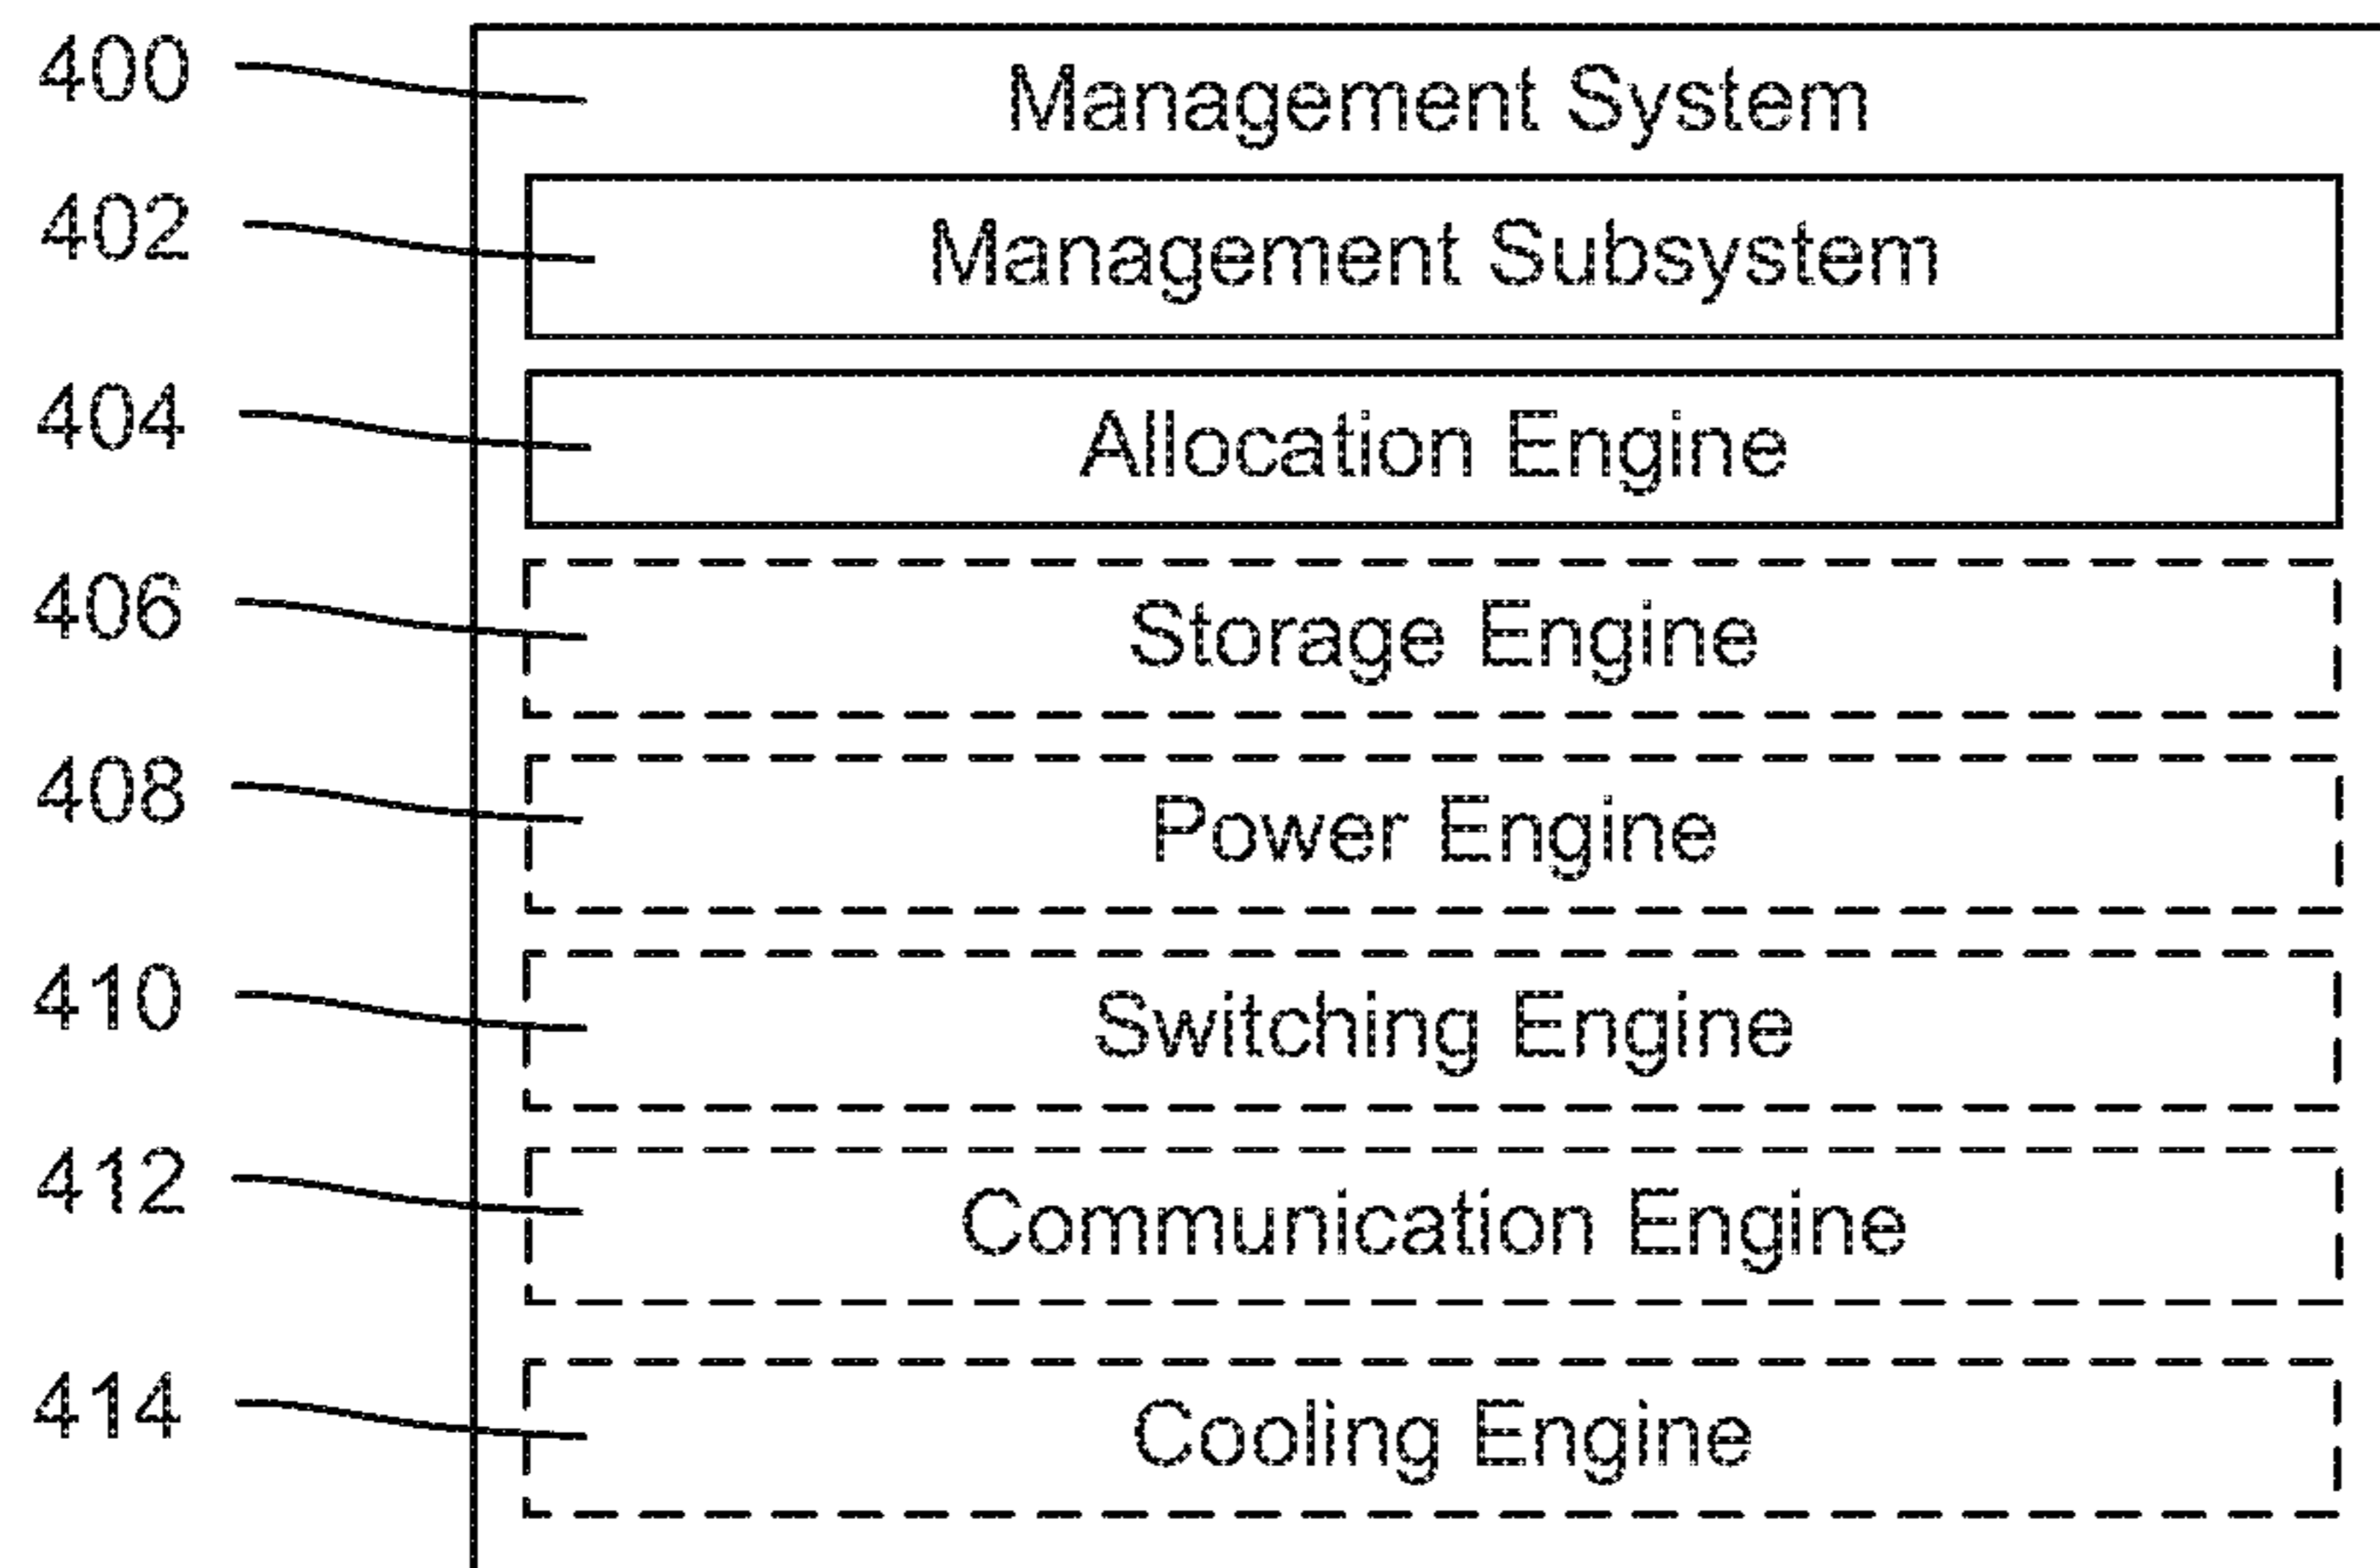 400 Management System
402 Management Subsystem
404 Allocation Engine
406 Storage Engine
408 Power Engine
410 Switching Engine
412 Communication Engine
414 Cooling Engine